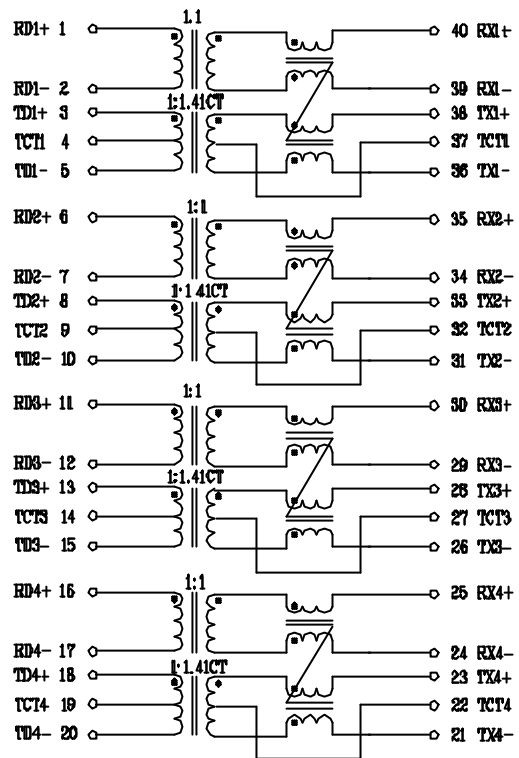 1.1
RD1+ 1 40 RX1+
RD1- 2 39 RX1-
1:1.41CT
TD1+ 3 38 TX1+
TCT1 4 37 TCT1
TD1- 5 36 TX1-
1:1
RD2+ 6 35 RX2+
RD2- 7 34 RX2-
1:1.41CT
TD2+ 8 33 TX2+
TCT2 9 32 TCT2
TD2- 10 31 TX2-
1:1
RD3+ 11 30 RX3+
RD3- 12 29 RX3-
1:1.41CT
TD3+ 13 28 TX3+
TCT3 14 27 TCT3
TD3- 15 26 TX3-
1:1
RD4+ 16 25 RX4+
RD4- 17 24 RX4-
1:1.41CT
TD4+ 18 23 TX4+
TCT4 19 22 TCT4
TD4- 20 21 TX4-